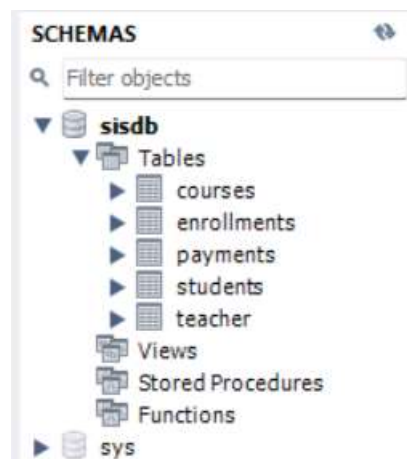 SCHEMAS
Filter objects
sisdb
Tables
courses
enrollments
payments
students
teacher
Views
Stored Procedures
Functions
sys